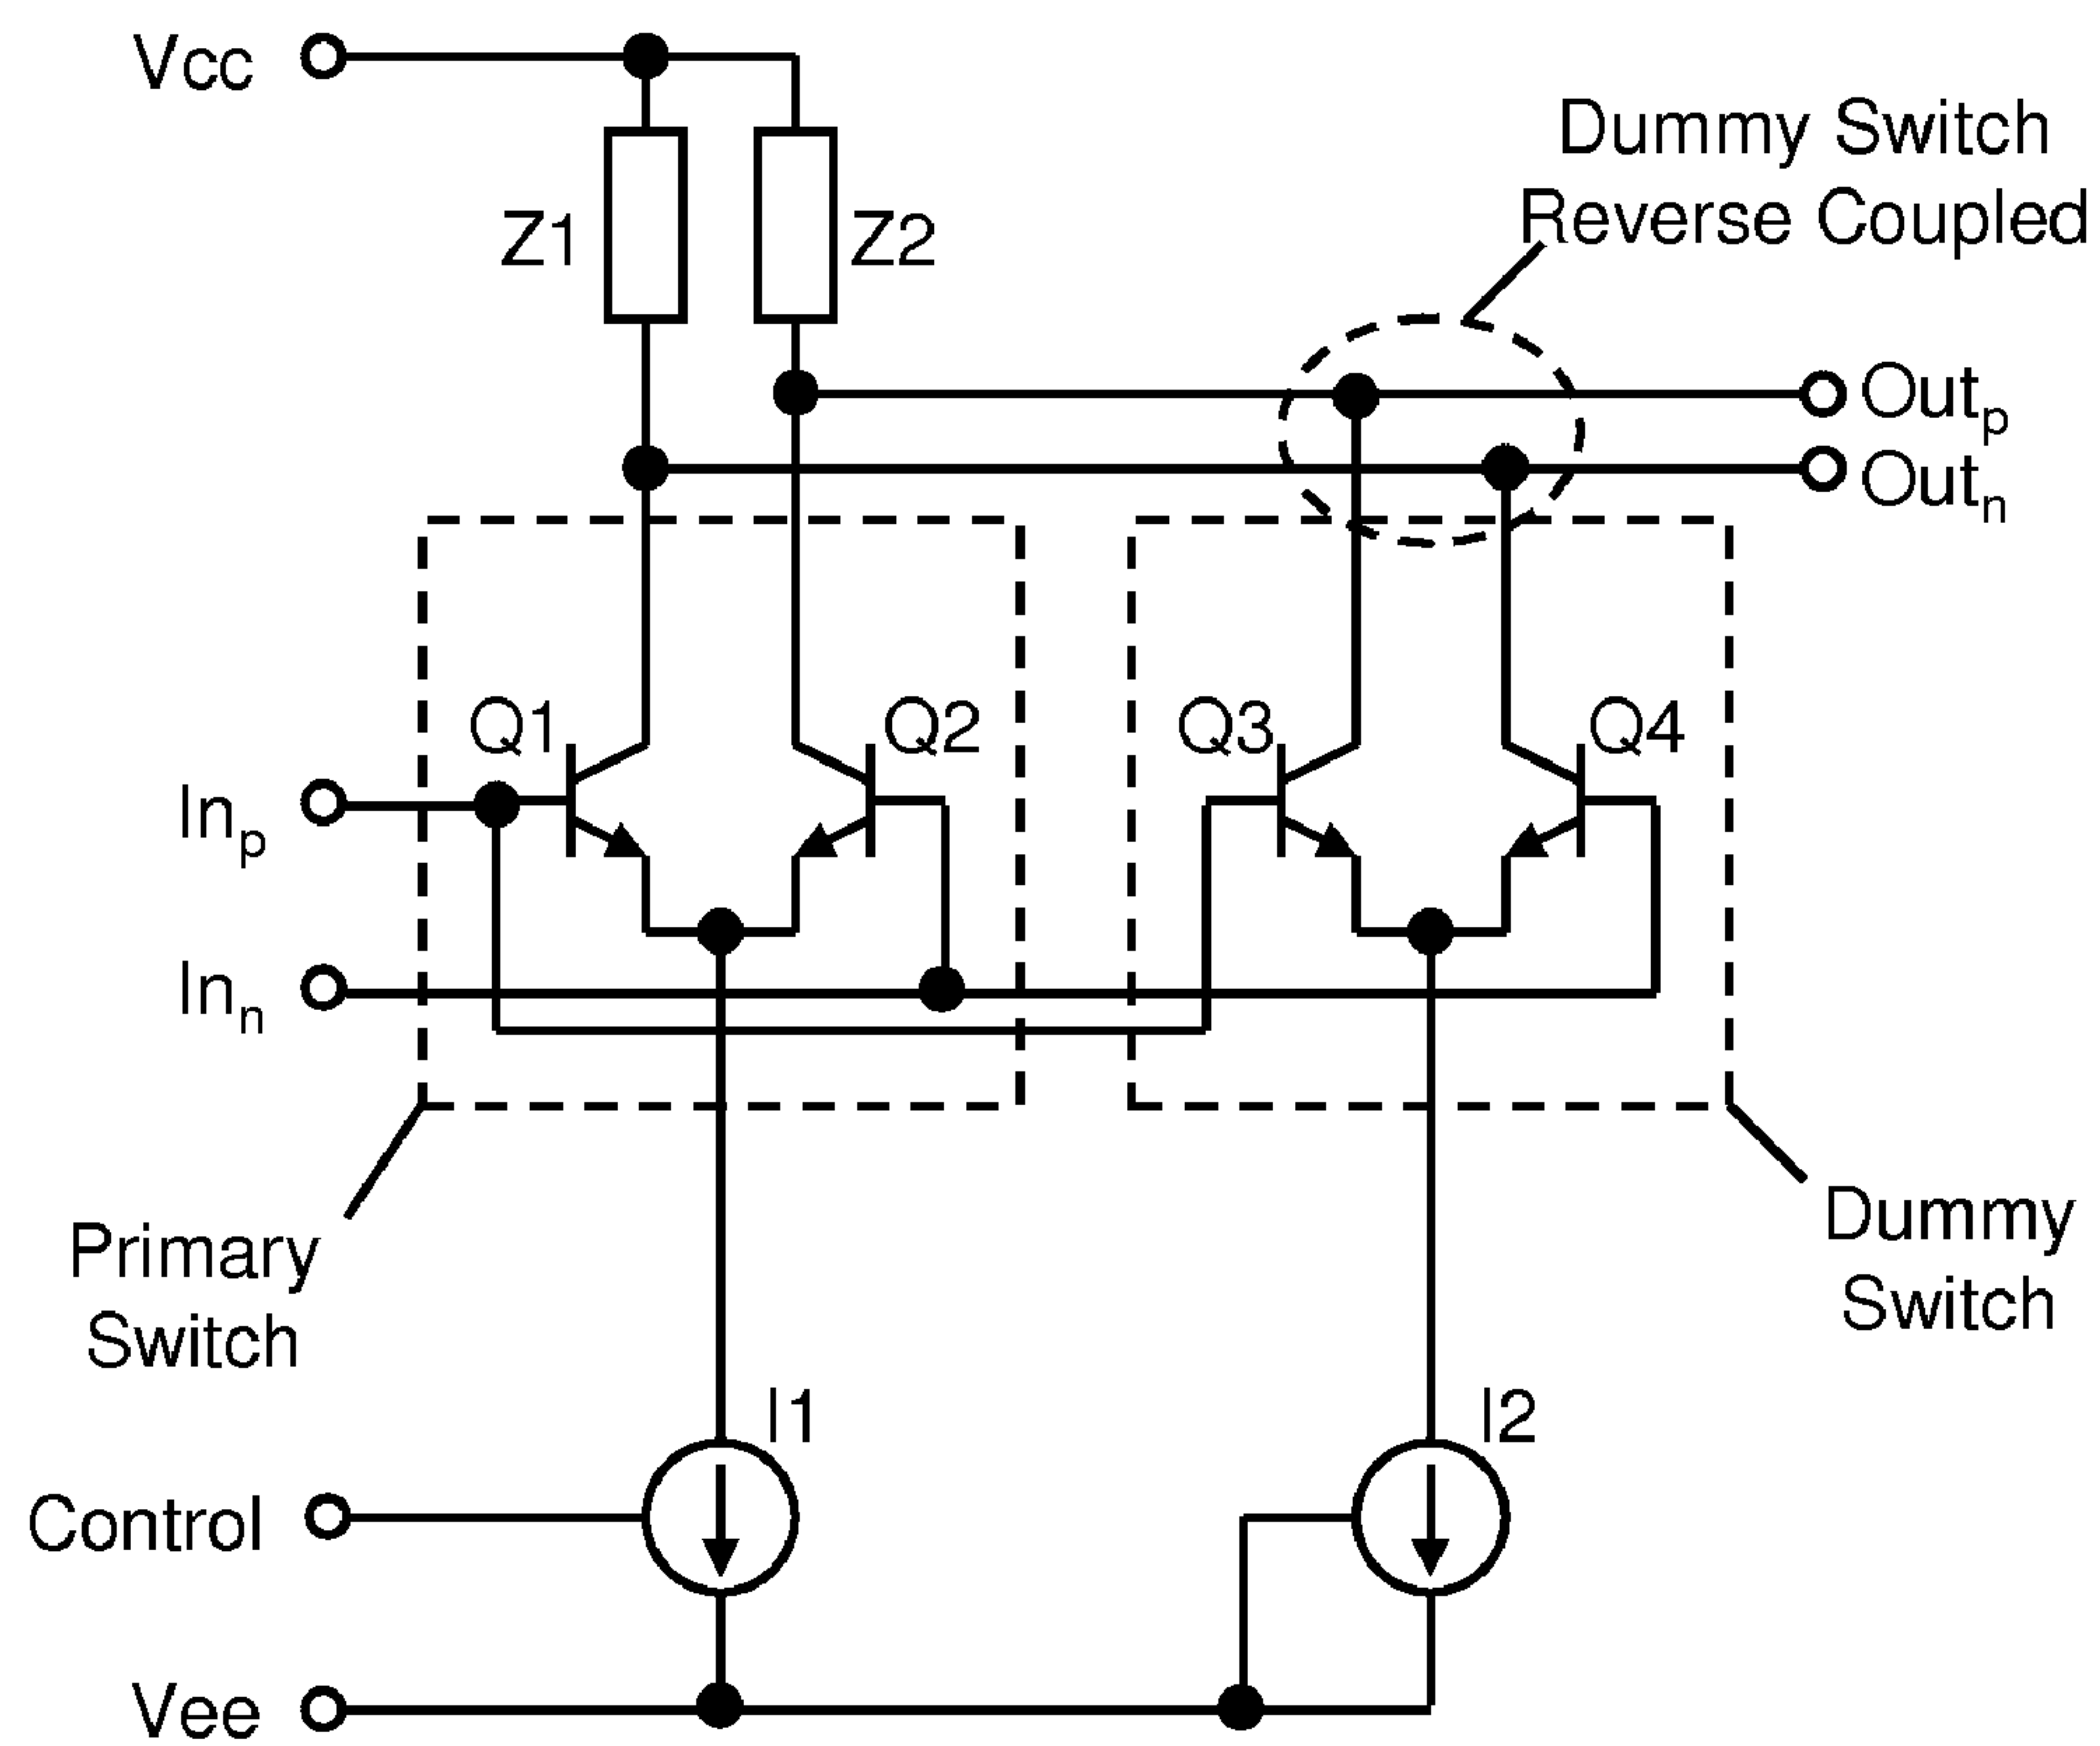 Vcc
Dummy Switch
Reverse Coupled
Z1
Z2
Outp
Outn
Q1
Q2
Q3
Q4
Inp
Inn
Primary
Switch
Dummy
Switch
I1
I2
Control
Vee